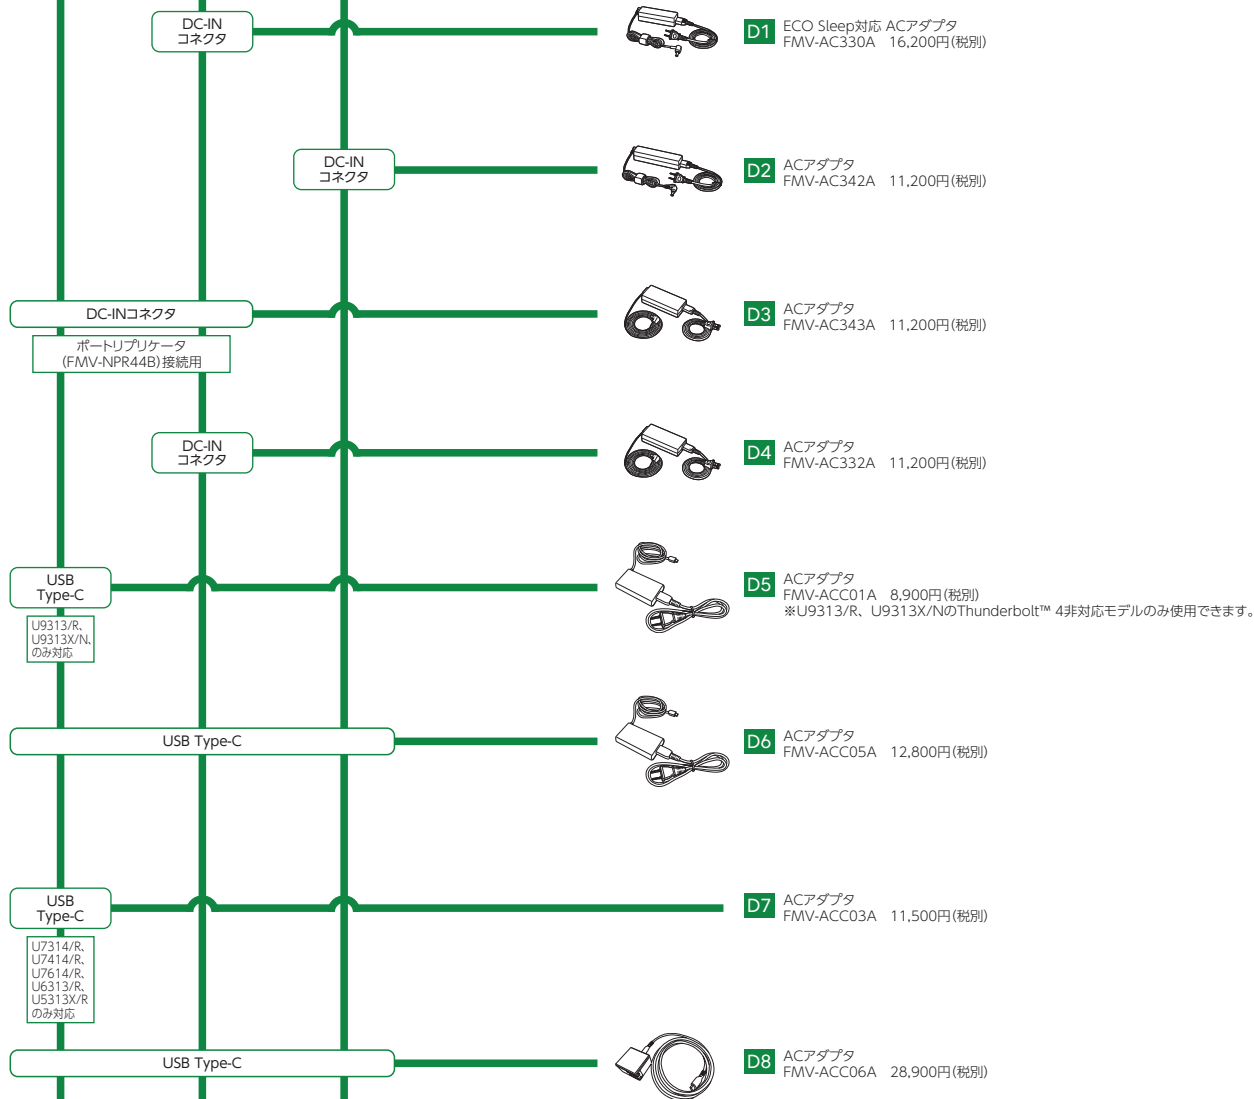 DC-IN
コネクタ
D1
ECO Sleep対応 ACアダプタ
FMV-AC330A 16,200円(税別)
DC-IN
コネクタ
D2
ACアダプタ
FMV-AC342A 11,200円(税別)
DC-INコネクタ
ポートリプリケータ
(FMV-NPR44B)接続用
D3
ACアダプタ
FMV-AC343A 11,200円(税別)
DC-IN
コネクタ
D4
ACアダプタ
FMV-AC332A 11,200円(税別)
USB
Type-C
U9313/R、
U9313X/N、
のみ対応
D5
ACアダプタ
FMV-ACC01A 8,900円(税別)
※U9313/R、U9313X/NのThunderbolt™ 4非対応モデルのみ使用できます。
USB Type-C
D6
ACアダプタ
FMV-ACC05A 12,800円(税別)
USB
Type-C
U7314/R、
U7414/R、
U7614/R、
U6313/R、
U5313X/R
のみ対応
D7
ACアダプタ
FMV-ACC03A 11,500円(税別)
USB Type-C
D8
ACアダプタ
FMV-ACC06A 28,900円(税別)